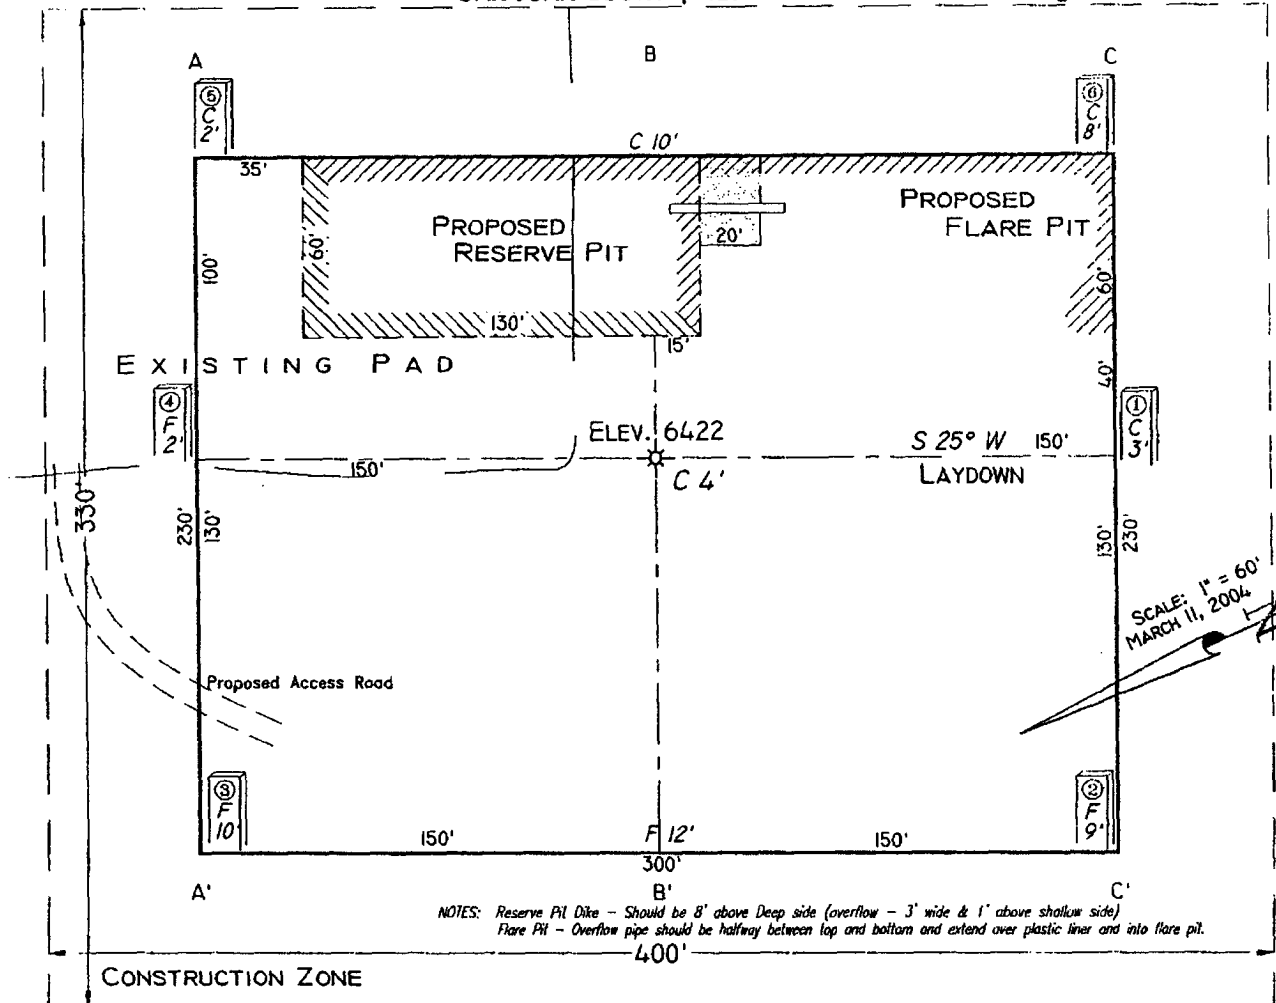 A
B
C
⑤
C
2'
⑥
C
8'
C 10'
35'
PROPOSED
RESERVE PIT
PROPOSED
FLARE PIT
20'
60'
100'
60'
130'
15'
EXISTING PAD
40'
④
F
2'
①
C
3'
ELEV. 6422
S 25° W 150'
LAYDOWN
150'
C 4'
330'
230'
130'
130'
230'
SCALE: 1" = 60'
MARCH 11, 2004
N
Proposed Access Road
③
F
10'
②
F
9'
150'
F 12'
150'
300'
A'
B'
C'
NOTES: Reserve Pit Dike - Should be 8' above Deep side (overflow - 3' wide & 1' above shallow side)
Flare Pit - Overflow pipe should be halfway between top and bottom and extend over plastic liner and into flare pit.
400'
CONSTRUCTION ZONE